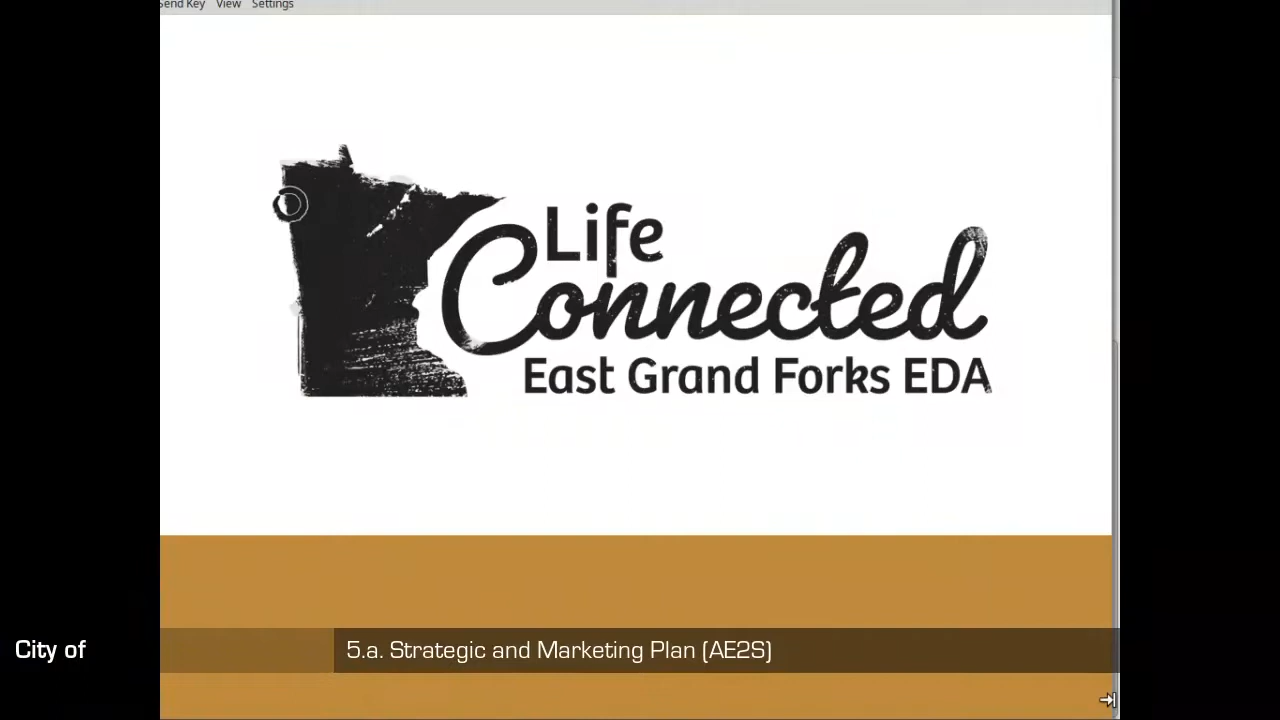 Send Key View Settings
Life
Connected
East Grand Forks EDA
City of
5.a. Strategic and Marketing Plan (AE2S)